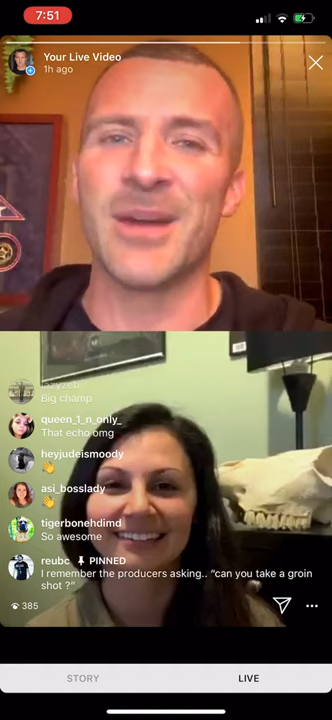 7:51
Your Live Video
1h ago
lazyzeb
Big champ
queen_1_n_only_
That echo omg
heyjudeismoody
👋
asi_bosslady
👋
tigerbonehdimd
So awesome
reubc PINNED
I remember the producers asking.. “can you take a groin
shot ?”
385
STORY LIVE